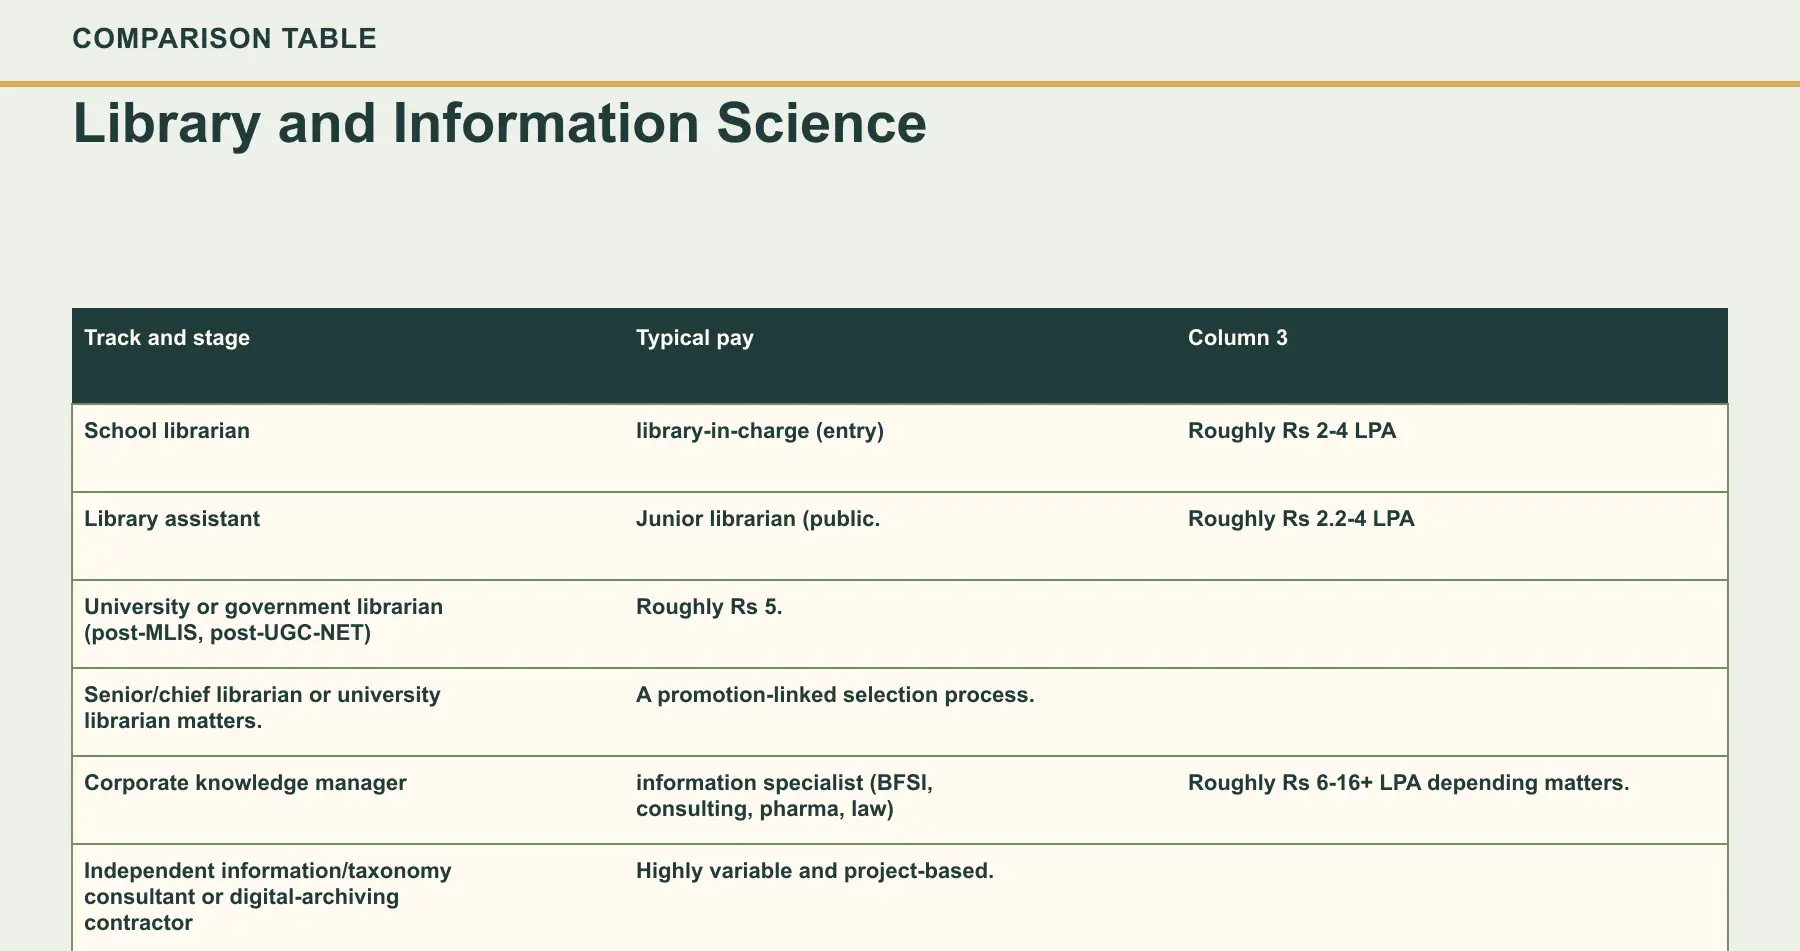 COMPARISON TABLE
Library and Information Science
Track and stage
Typical pay
Column 3
School librarian
library-in-charge (entry)
Roughly Rs 2-4 LPA
Library assistant
Junior librarian (public.
Roughly Rs 2.2-4 LPA
University or government librarian
(post-MLIS, post-UGC-NET)
Roughly Rs 5.
Senior/chief librarian or university
librarian matters.
A promotion-linked selection process.
Corporate knowledge manager
information specialist (BFSI,
consulting, pharma, law)
Roughly Rs 6-16+ LPA depending matters.
Independent information/taxonomy
consultant or digital-archiving
contractor
Highly variable and project-based.